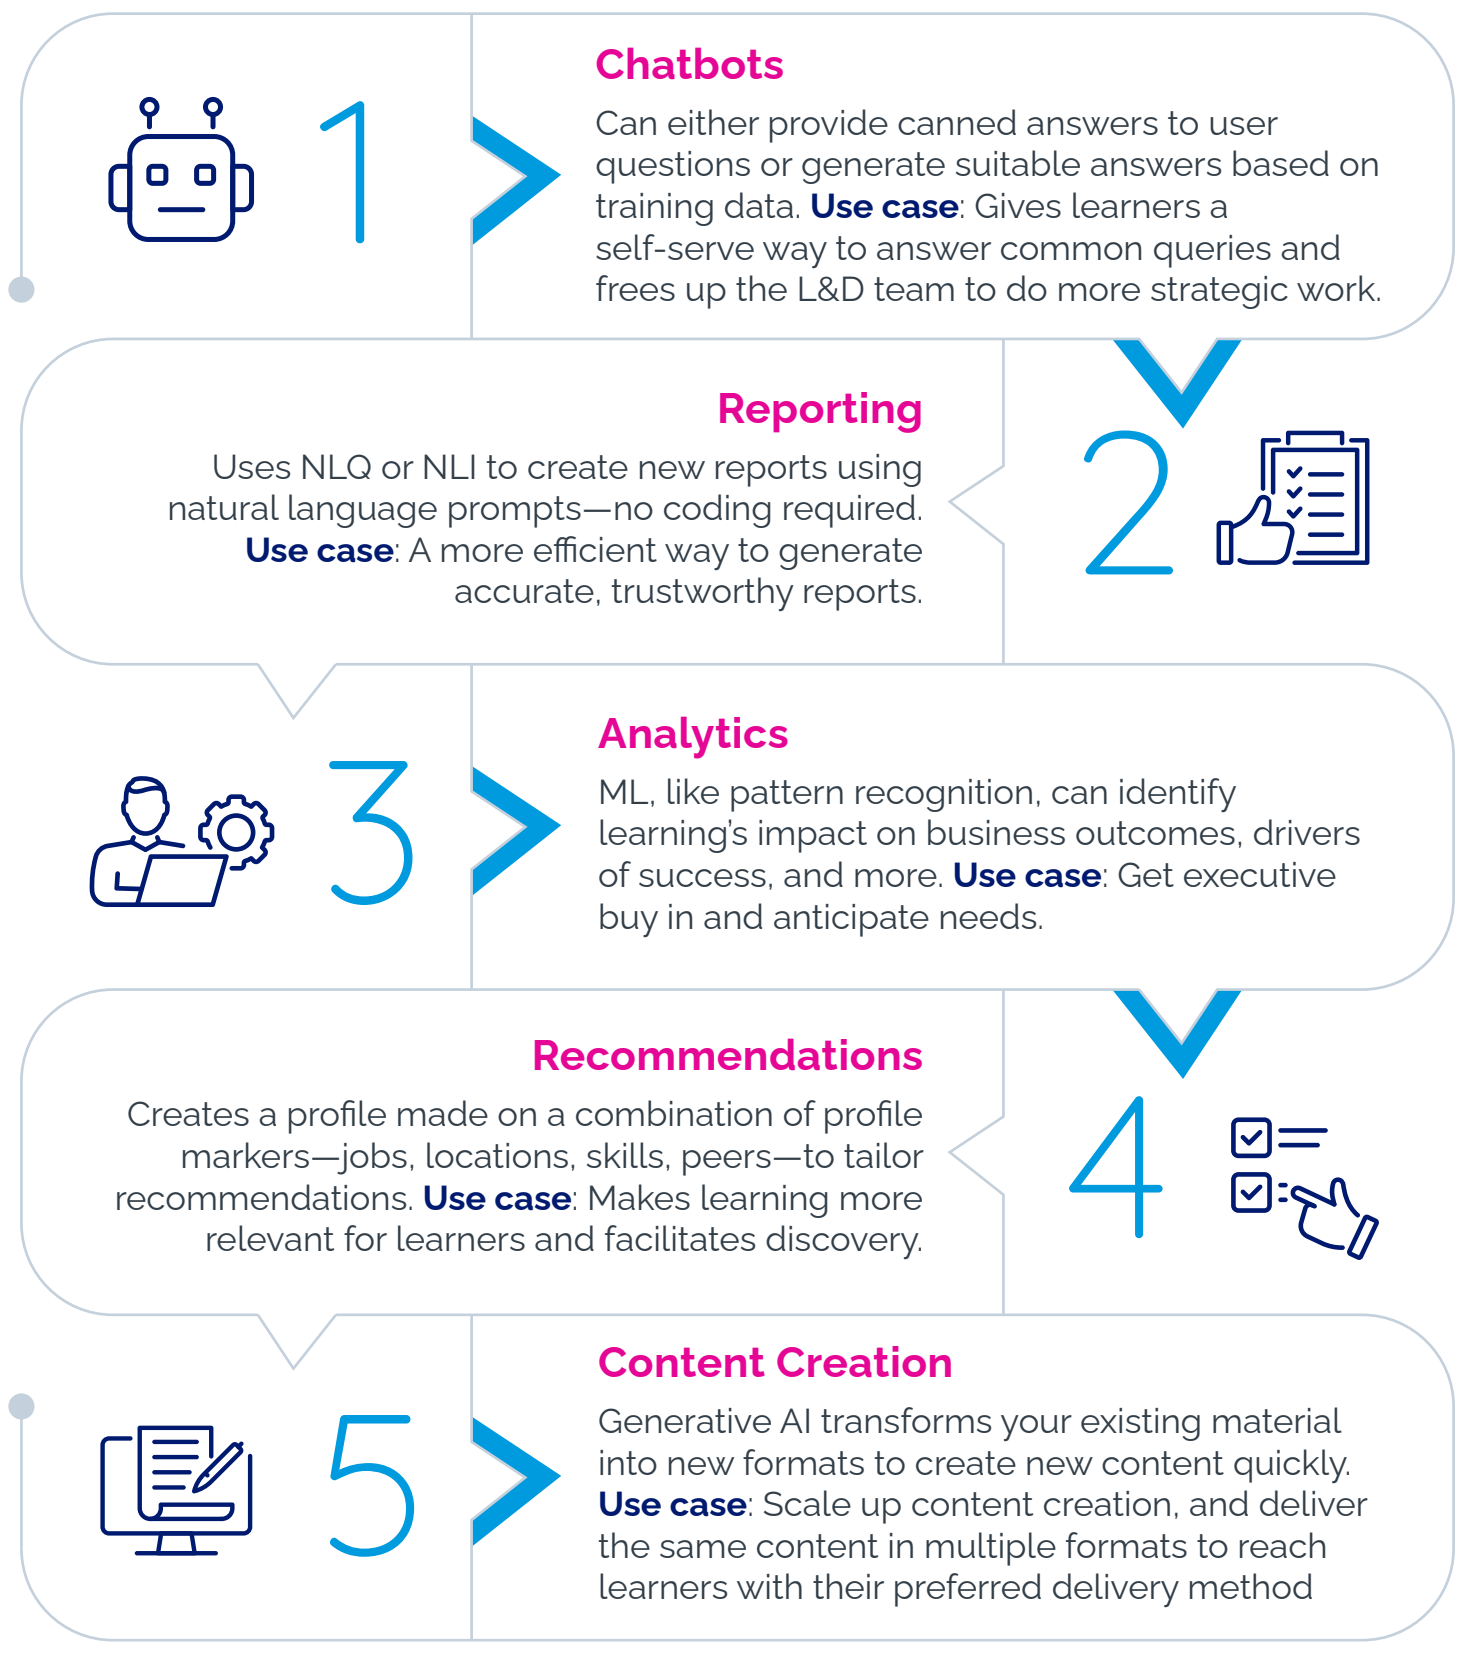 1
Chatbots
Can either provide canned answers to user
questions or generate suitable answers based on
training data. Use case: Gives learners a
self-serve way to answer common queries and
frees up the L&D team to do more strategic work.
2
Reporting
Uses NLQ or NLI to create new reports using
natural language prompts—no coding required.
Use case: A more efficient way to generate
accurate, trustworthy reports.
3
Analytics
ML, like pattern recognition, can identify
learning’s impact on business outcomes, drivers
of success, and more. Use case: Get executive
buy in and anticipate needs.
4
Recommendations
Creates a profile made on a combination of profile
markers—jobs, locations, skills, peers—to tailor
recommendations. Use case: Makes learning more
relevant for learners and facilitates discovery.
5
Content Creation
Generative AI transforms your existing material
into new formats to create new content quickly.
Use case: Scale up content creation, and deliver
the same content in multiple formats to reach
learners with their preferred delivery method